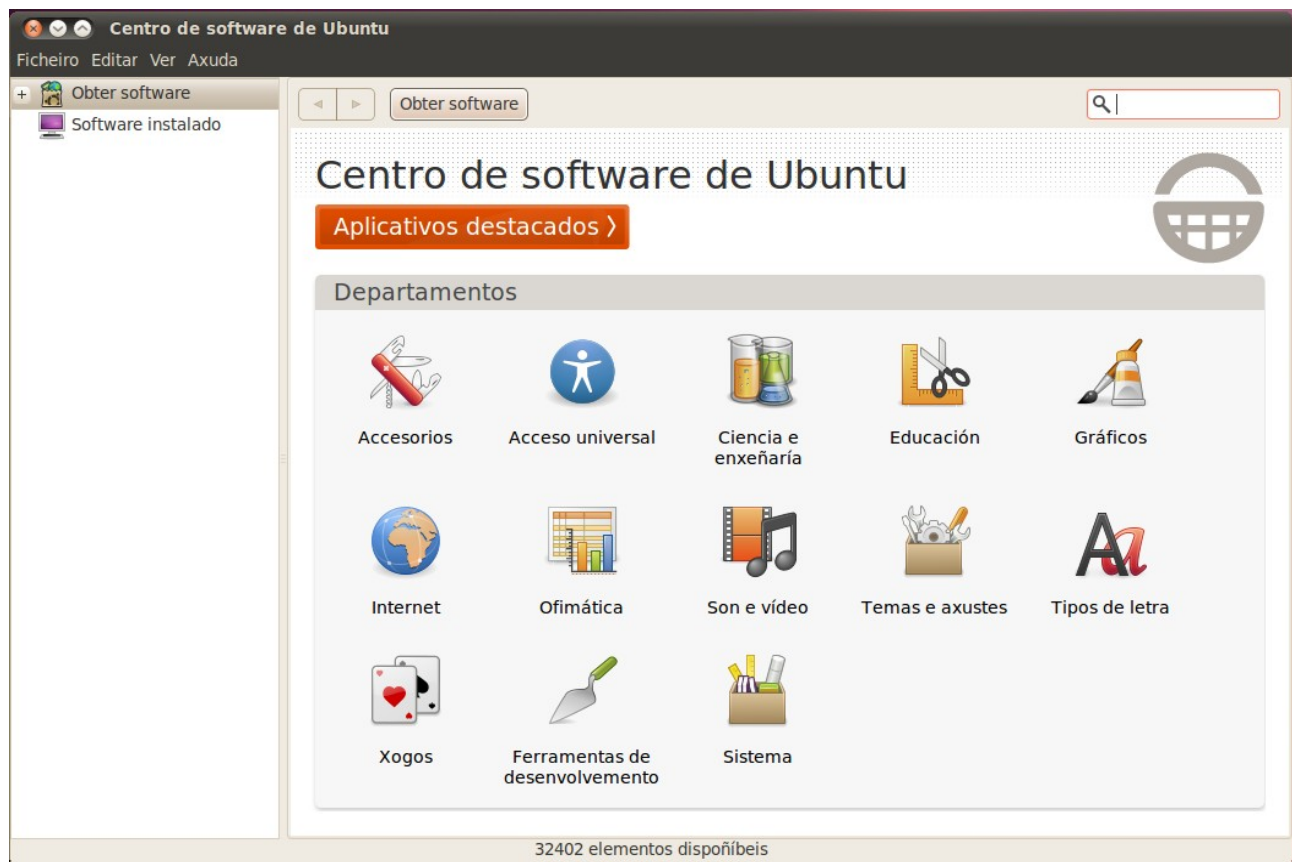 Centro de software de Ubuntu
Ficheiro Editar Ver Axuda
Obter software
Software instalado
Obter software
Centro de software de Ubuntu
Aplicativos destacados
Departamentos
Accesorios
Acceso universal
Ciencia e
enxeñaría
Educación
Gráficos
Internet
Ofimática
Son e vídeo
Temas e axustes
Tipos de letra
Xogos
Ferramentas de
desenvolvemento
Sistema
32402 elementos dispoñíbeis